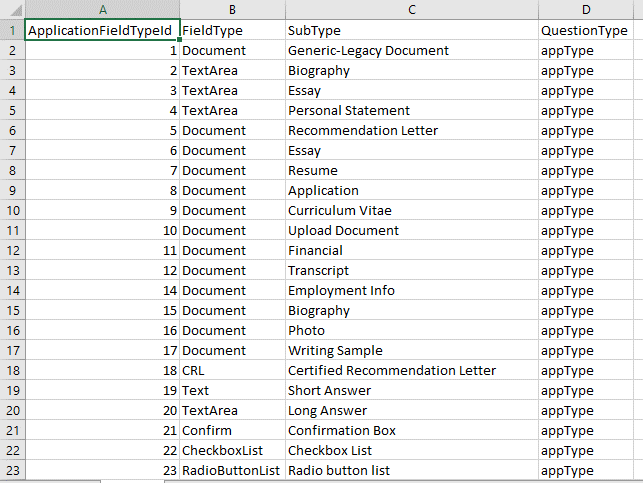 A B C D
1 ApplicationFieldTypeId FieldType SubType QuestionType
2 1 Document Generic-Legacy Document appType
3 2 TextArea Biography appType
4 3 TextArea Essay appType
5 4 TextArea Personal Statement appType
6 5 Document Recommendation Letter appType
7 6 Document Essay appType
8 7 Document Resume appType
9 8 Document Application appType
10 9 Document Curriculum Vitae appType
11 10 Document Upload Document appType
12 11 Document Financial appType
13 12 Document Transcript appType
14 14 Document Employment Info appType
15 15 Document Biography appType
16 16 Document Photo appType
17 17 Document Writing Sample appType
18 18 CRL Certified Recommendation Letter appType
19 19 Text Short Answer appType
20 20 TextArea Long Answer appType
21 21 Confirm Confirmation Box appType
22 22 CheckboxList Checkbox List appType
23 23 RadioButtonList Radio button list appType